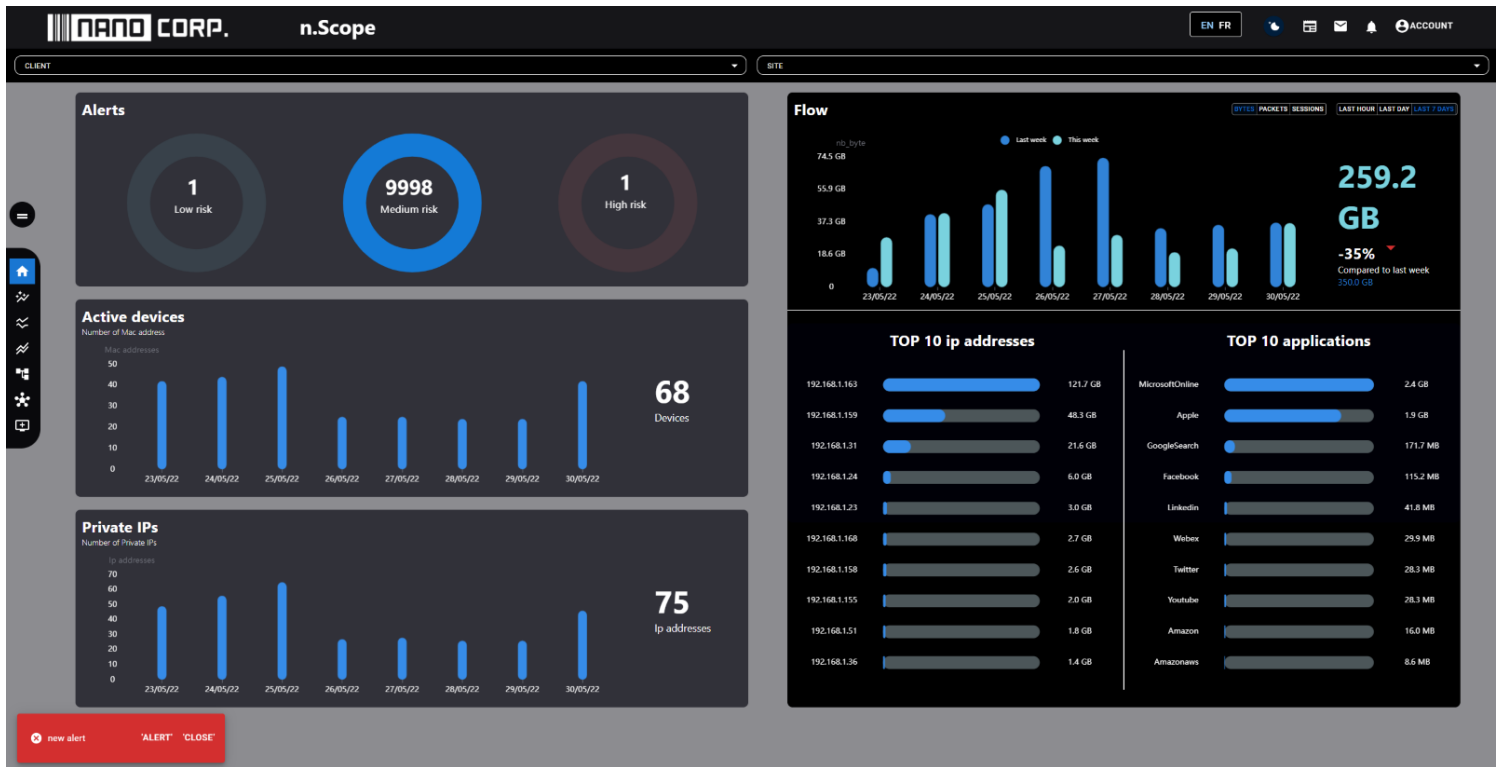 NANO CORP.
n.Scope
EN FR
ACCOUNT
CLIENT
SITE
Alerts
1
Low risk
9998
Medium risk
1
High risk
Active devices
Number of Mac address
Mac addresses
50
40
30
20
10
0
23/05/22 24/05/22 25/05/22 26/05/22 27/05/22 28/05/22 29/05/22 30/05/22
68
Devices
Private IPs
Number of Private IPs
Ip addresses
70
60
50
40
30
20
10
0
23/05/22 24/05/22 25/05/22 26/05/22 27/05/22 28/05/22 29/05/22 30/05/22
75
Ip addresses
Flow
BYTES PACKETS SESSIONS
LAST HOUR LAST DAY LAST 7 DAYS
nb_byte
Last week This week
74.5 GB
55.9 GB
37.3 GB
18.6 GB
0
23/05/22 24/05/22 25/05/22 26/05/22 27/05/22 28/05/22 29/05/22 30/05/22
259.2
GB
-35%
Compared to last week
350.0 GB
TOP 10 ip addresses
192.168.1.163 121.7 GB
192.168.1.159 48.3 GB
192.168.1.31 21.6 GB
192.168.1.24 6.0 GB
192.168.1.23 3.0 GB
192.168.1.168 2.7 GB
192.168.1.158 2.6 GB
192.168.1.155 2.0 GB
192.168.1.51 1.8 GB
192.168.1.36 1.4 GB
TOP 10 applications
MicrosoftOnline 2.4 GB
Apple 1.9 GB
GoogleSearch 171.7 MB
Facebook 115.2 MB
Linkedin 41.8 MB
Webex 29.9 MB
Twitter 28.3 MB
Youtube 28.3 MB
Amazon 16.0 MB
Amazonaws 8.6 MB
new alert 'ALERT' 'CLOSE'